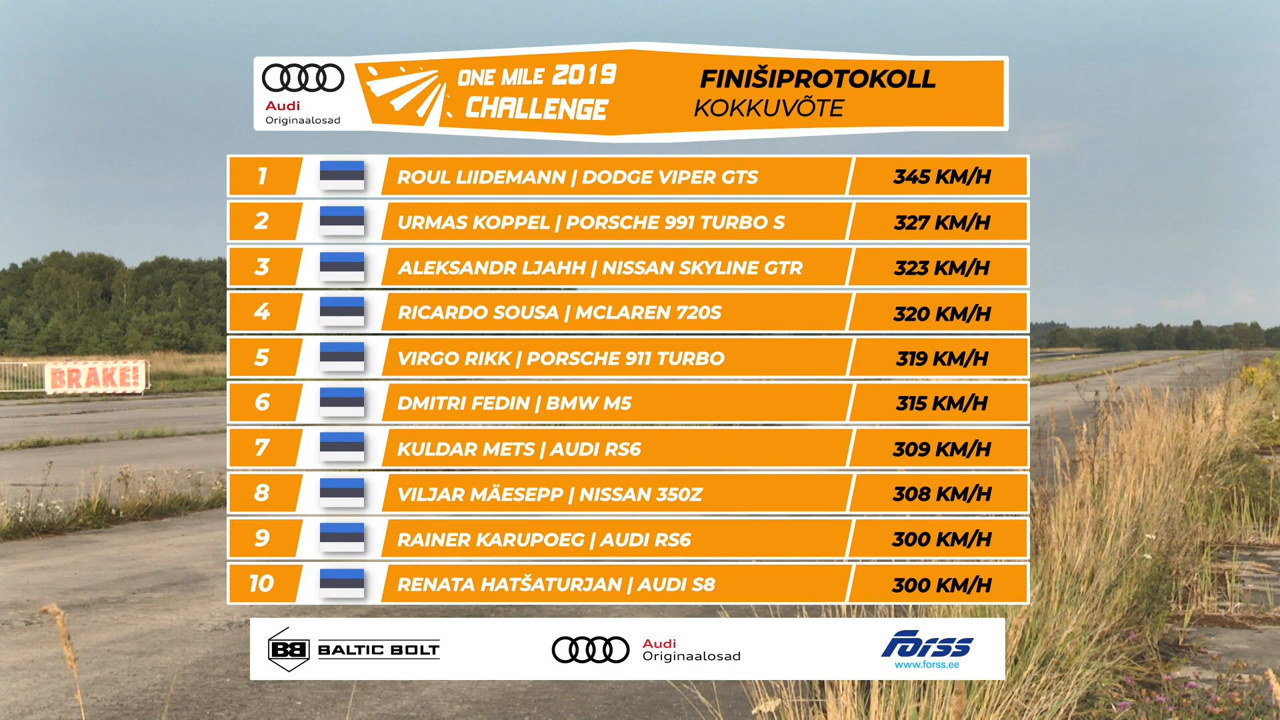 Audi
Originaalosad
ONE MILE 2019
CHALLENGE
FINIŠIPROTOKOLL
KOKKUVÕTE
1 ROUL LIIDEMANN | DODGE VIPER GTS 345 KM/H
2 URMAS KOPPEL | PORSCHE 991 TURBO S 327 KM/H
3 ALEKSANDR LJAHH | NISSAN SKYLINE GTR 323 KM/H
4 RICARDO SOUSA | MCLAREN 720S 320 KM/H
5 VIRGO RIKK | PORSCHE 911 TURBO 319 KM/H
BRAKE!
6 DMITRI FEDIN | BMW M5 315 KM/H
7 KULDAR METS | AUDI RS6 309 KM/H
8 VILJAR MÄESEPP | NISSAN 350Z 308 KM/H
9 RAINER KARUPOEG | AUDI RS6 300 KM/H
10 RENATA HATŠATURJAN | AUDI S8 300 KM/H
BB BALTIC BOLT
Audi
Originaalosad
Forss
www.forss.ee